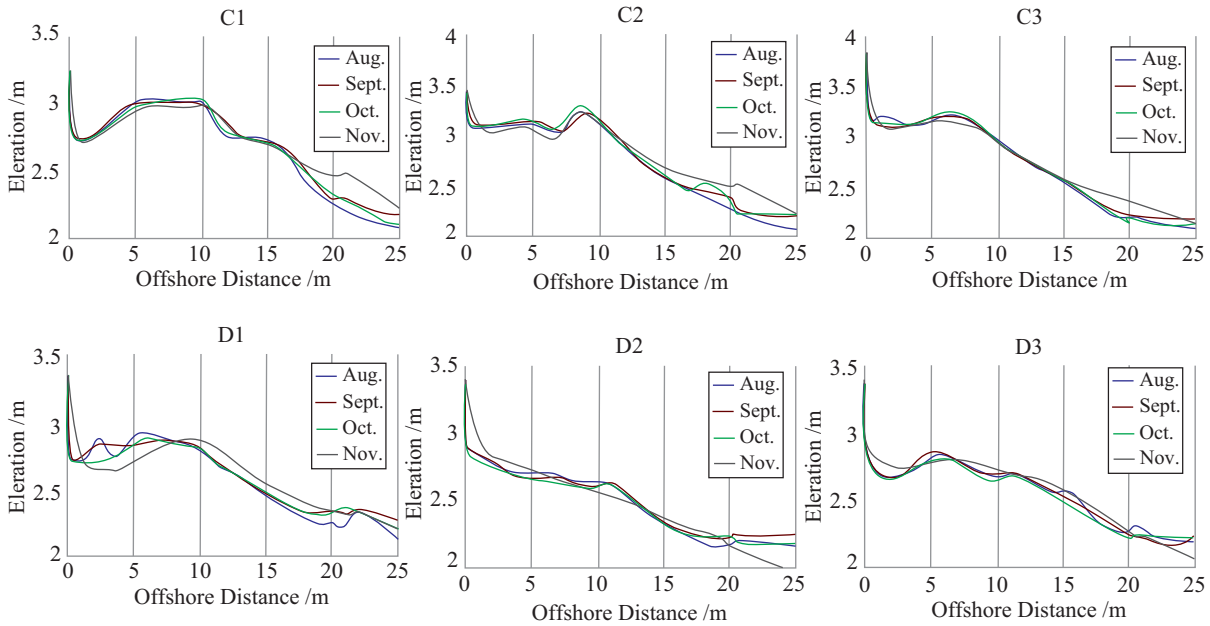 C1
3.5
3
2.5
2
Eleration /m
0 5 10 15 20 25
Offshore Distance /m
Aug.
Sept.
Oct.
Nov.
C2
4
3.5
3
2.5
2
Eleration /m
0 5 10 15 20 25
Offshore Distance /m
Aug.
Sept.
Oct.
Nov.
C3
4
3.5
3
2.5
2
Eleration /m
0 5 10 15 20 25
Offshore Distance /m
Aug.
Sept.
Oct.
Nov.
D1
3.5
3
2.5
2
Eleration /m
0 5 10 15 20 25
Offshore Distance /m
Aug.
Sept.
Oct.
Nov.
D2
3.5
3
2.5
2
Eleration /m
0 5 10 15 20 25
Offshore Distance /m
Aug.
Sept.
Oct.
Nov.
D3
3.5
3
2.5
2
Eleration /m
0 5 10 15 20 25
Offshore Distance /m
Aug.
Sept.
Oct.
Nov.